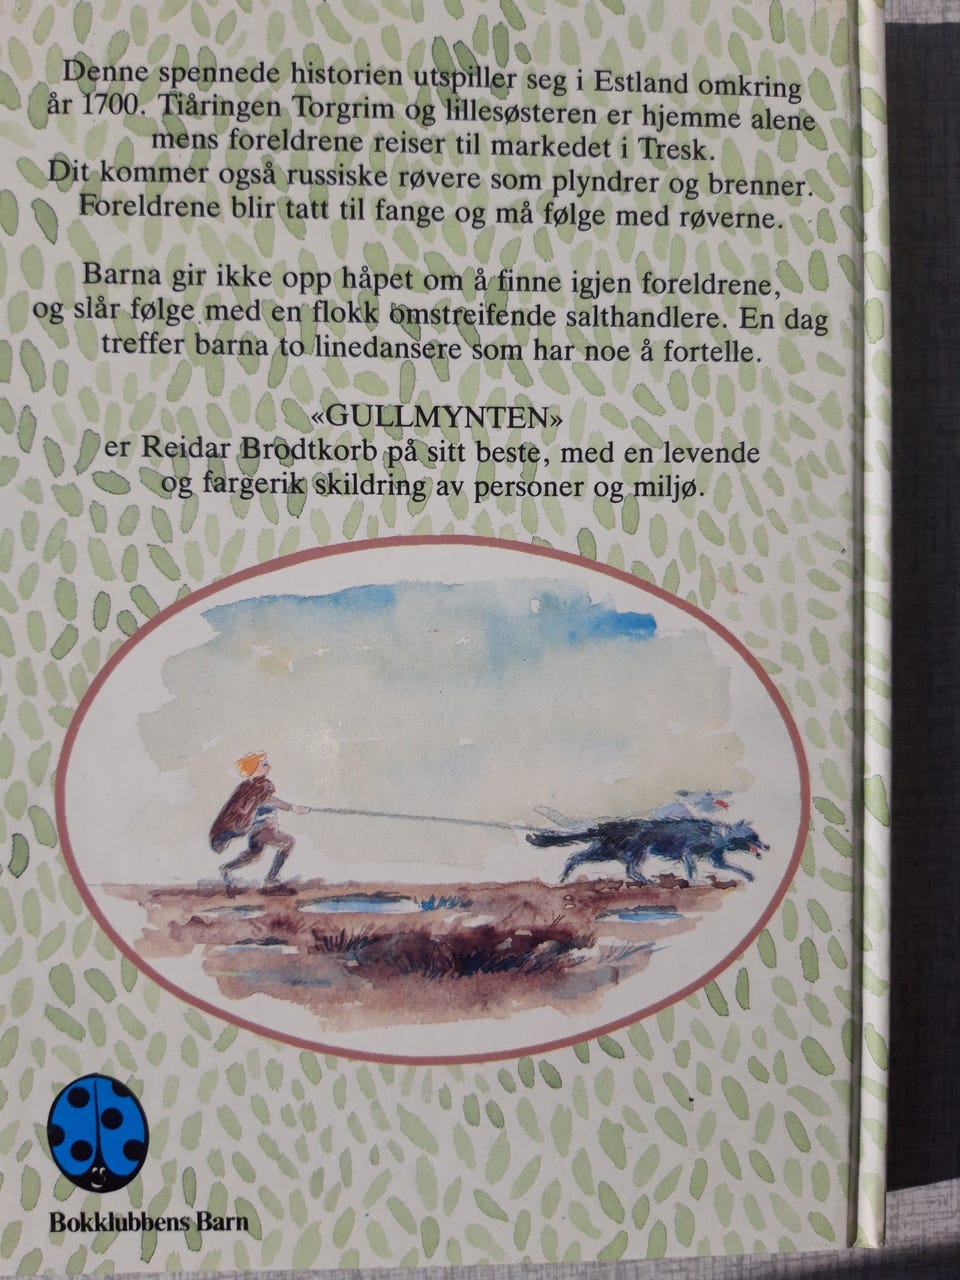 Denne spennede historien utspiller seg i Estland omkring
år 1700. Tiåringen Torgrim og lillesøsteren er hjemme alene
mens foreldrene reiser til markedet i Tresk.
Dit kommer også russiske røvere som plyndrer og brenner.
Foreldrene blir tatt til fange og må følge med røverne.
Barna gir ikke opp håpet om å finne igjen foreldrene,
og slår følge med en flokk omstreifende salthandlere. En dag
treffer barna to linedansere som har noe å fortelle.
«GULLMYNTEN»
er Reidar Brodtkorb på sitt beste, med en levende
og fargerik skildring av personer og miljø.
Bokklubbens Barn